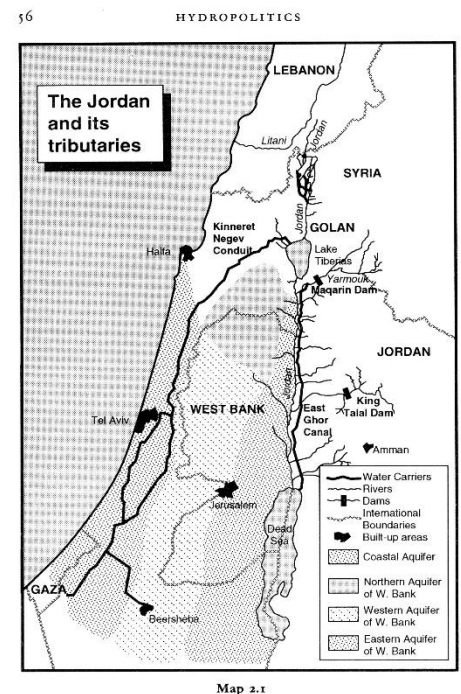 56
HYDROPOLITICS
LEBANON
The Jordan
and its
tributaries
Litani
Jordan
SYRIA
Jordan
Kinneret
Negev
Conduit
GOLAN
Haifa
Lake
Tiberias
Yarmouk
Maqarin Dam
JORDAN
Jordan
WEST BANK
East
Ghor
Canal
King
Talal Dam
Tel Aviv
Amman
Jerusalem
Dead
Sea
GAZA
Beersheba
Water Carriers
Rivers
Dams
International
Boundaries
Built-up areas
Coastal Aquifer
Northern Aquifer
of W. Bank
Western Aquifer
of W. Bank
Eastern Aquifer
of W. Bank
Map 2.1